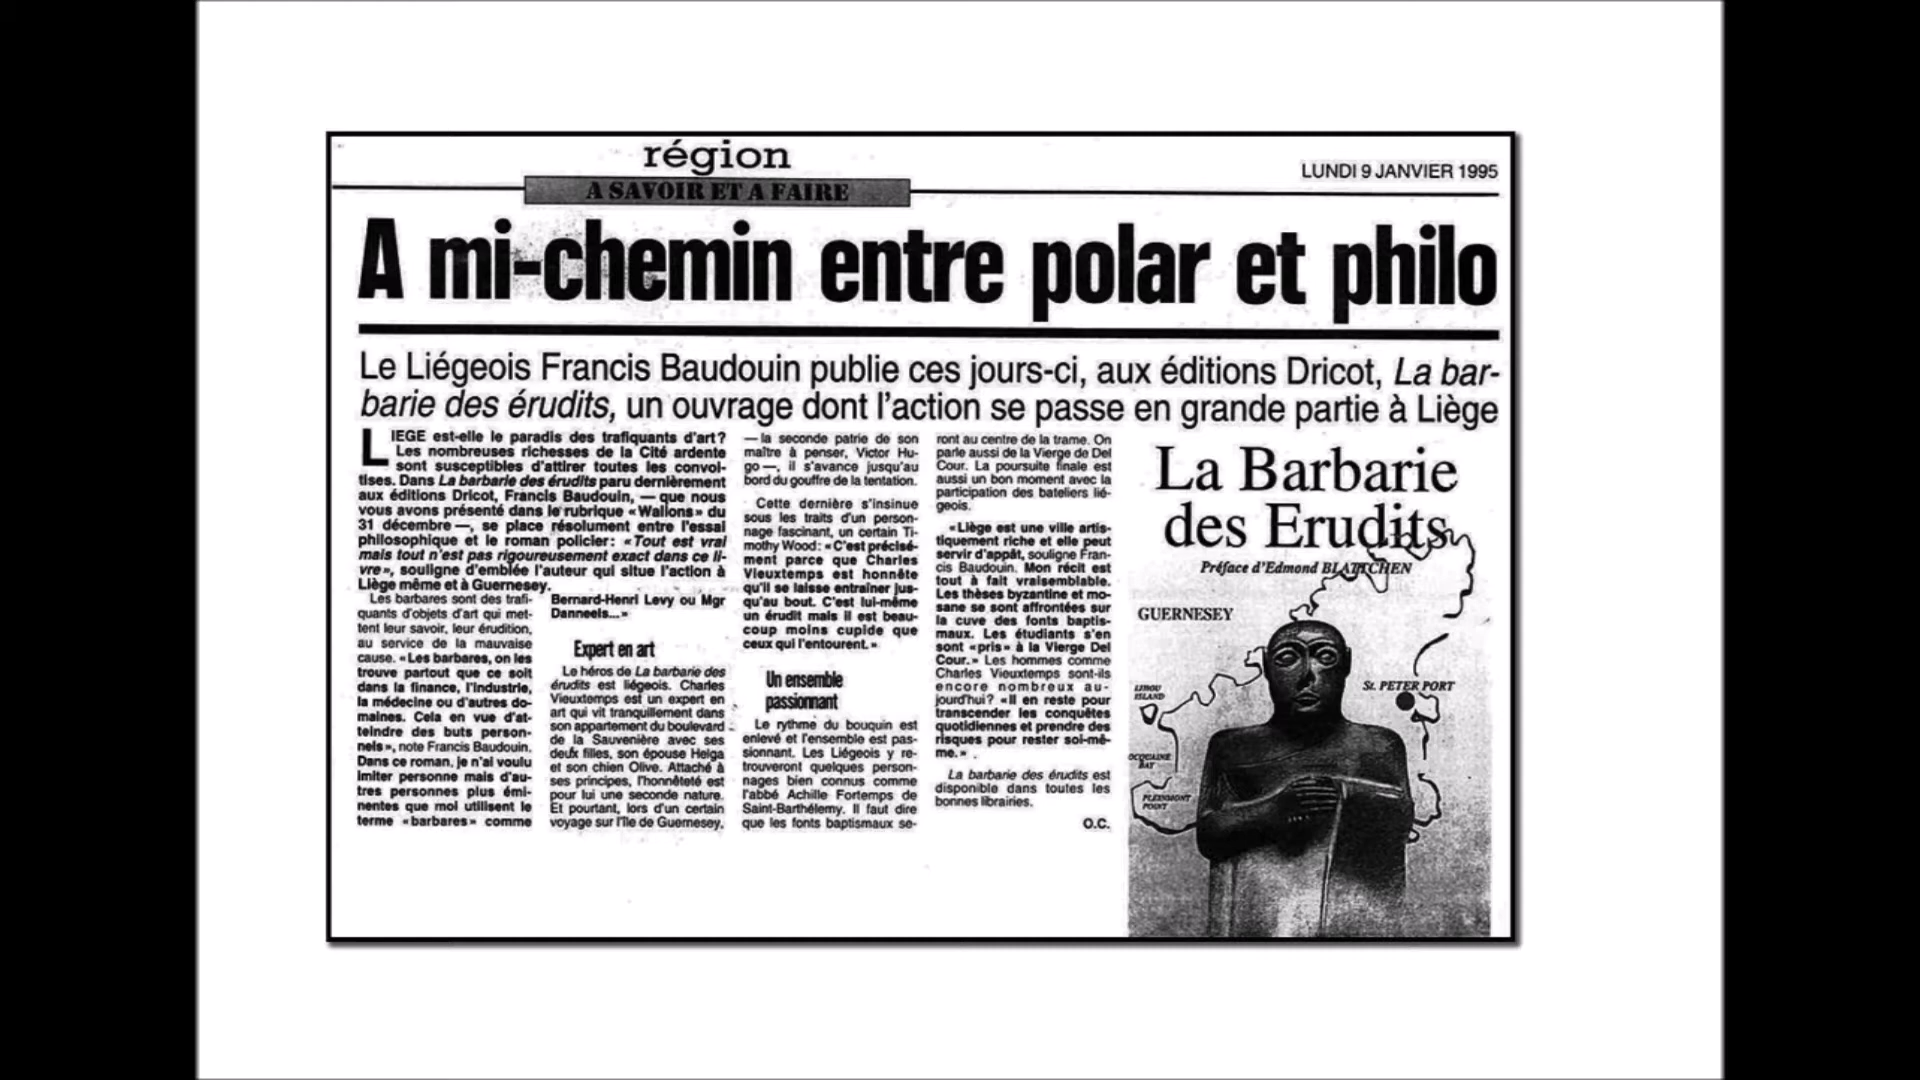 région
LUNDI 9 JANVIER 1995
A SAVOIR ET A FAIRE
A mi-chemin entre polar et philo
Le Liégeois Francis Baudouin publie ces jours-ci, aux éditions Dricot, La bar-
barie des érudits, un ouvrage dont l'action se passe en grande partie à Liège
LIEGE est-elle le paradis des trafiquants d'art?
Les nombreuses richesses de la Cité ardente
sont susceptibles d'attirer toutes les convoi-
tises. Dans La barbarie des érudits paru dernièrement
aux éditions Dricot, Francis Baudouin, — que nous
vous avons présenté dans le rubrique «Wallons» du
31 décembre —, se place résolument entre l'essai
philosophique et le roman policier: «Tout est vrai
mais tout n'est pas rigoureusement exact dans ce li-
vre», souligne d'emblée l'auteur qui situe l'action à
Liège même et à Guernesey.
Les barbares sont des trafi-
quants d'objets d'art qui met-
tent leur savoir, leur érudition,
au service de la mauvaise
cause. «Les barbares, on les
trouve partout que ce soit
dans la finance, l'industrie,
la médecine ou d'autres do-
maines. Cela en vue d'at-
teindre des buts person-
nels», note Francis Baudouin.
Dans ce roman, je n'ai voulu
imiter personne mais d'au-
tres personnes plus émi-
nentes que moi utilisent le
terme «barbares» comme
Bernard-Henri Levy ou Mgr
Danneels...»
Expert en art
Le héros de La barbarie des
érudits est liégeois. Charles
Vieuxtemps est un expert en
art qui vit tranquillement dans
son appartement du boulevard
de la Sauvenière avec ses
deux filles, son épouse Helga
et son chien Olive. Attaché à
ses principes, l'honnêteté est
pour lui une seconde nature.
Et pourtant, lors d'un certain
voyage sur l'île de Guernesey,
— la seconde patrie de son
maître à penser, Victor Hu-
go —, il s'avance jusqu'au
bord du gouffre de la tentation.
Cette dernière s'insinue
sous les traits d'un person-
nage fascinant, un certain Ti-
mothy Wood: «C'est précisé-
ment parce que Charles
Vieuxtemps est honnête
qu'il se laisse entraîner jus-
qu'au bout. C'est lui-même
un érudit mais il est beau-
coup moins cupide que
ceux qui l'entourent.»
Un ensemble
passionnant
Le rythme du bouquin est
enlevé et l'ensemble est pas-
sionnant. Les Liégeois y re-
trouveront quelques person-
nages bien connus comme
l'abbé Achille Fortemps de
Saint-Barthélemy. Il faut dire
que les fonts baptismaux se-
ront au centre de la trame. On
parle aussi de la Vierge de Del
Cour. La poursuite finale est
aussi un bon moment avec la
participation des bateliers lié-
geois.
«Liège est une ville artis-
tiquement riche et elle peut
servir d'appât, souligne Fran-
cis Baudouin. Mon récit est
tout à fait vraisemblable.
Les thèses byzantine et mo-
sane se sont affrontées sur
la cuve des fonts baptis-
maux. Les étudiants s'en
sont «pris» à la Vierge Del
Cour.» Les hommes comme
Charles Vieuxtemps sont-ils
encore nombreux au-
jourd'hui? «Il en reste pour
transcender les conquêtes
quotidiennes et prendre des
risques pour rester soi-mê-
me.»
La barbarie des érudits est
disponible dans toutes les
bonnes librairies.
O.C.
La Barbarie
des Erudits
Préface d'Edmond BLATTCHEN
GUERNESEY
LIHOU
ISLAND
St. PETER PORT
OCQUAINE
BAY
PLEINMONT
POINT